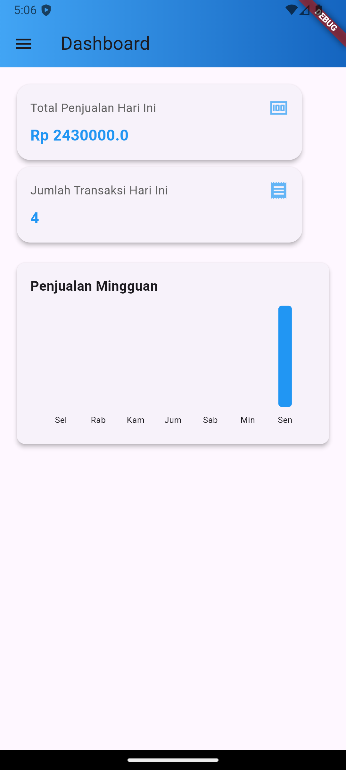 5:06
DEBUG
Dashboard
Total Penjualan Hari Ini
100
Rp 2430000.0
Jumlah Transaksi Hari Ini
4
Penjualan Mingguan
Sel Rab Kam Jum Sab Min Sen